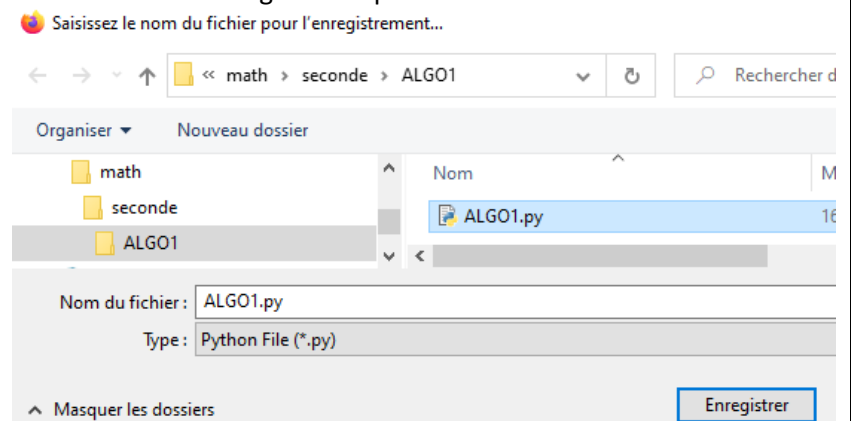 Saisissez le nom du fichier pour l'enregistrement...
« math > seconde > ALGO1
Rechercher d
Organiser Nouveau dossier
math
seconde
ALGO1
Nom M
ALGO1.py 16
Nom du fichier : ALGO1.py
Type : Python File (*.py)
Masquer les dossiers
Enregistrer